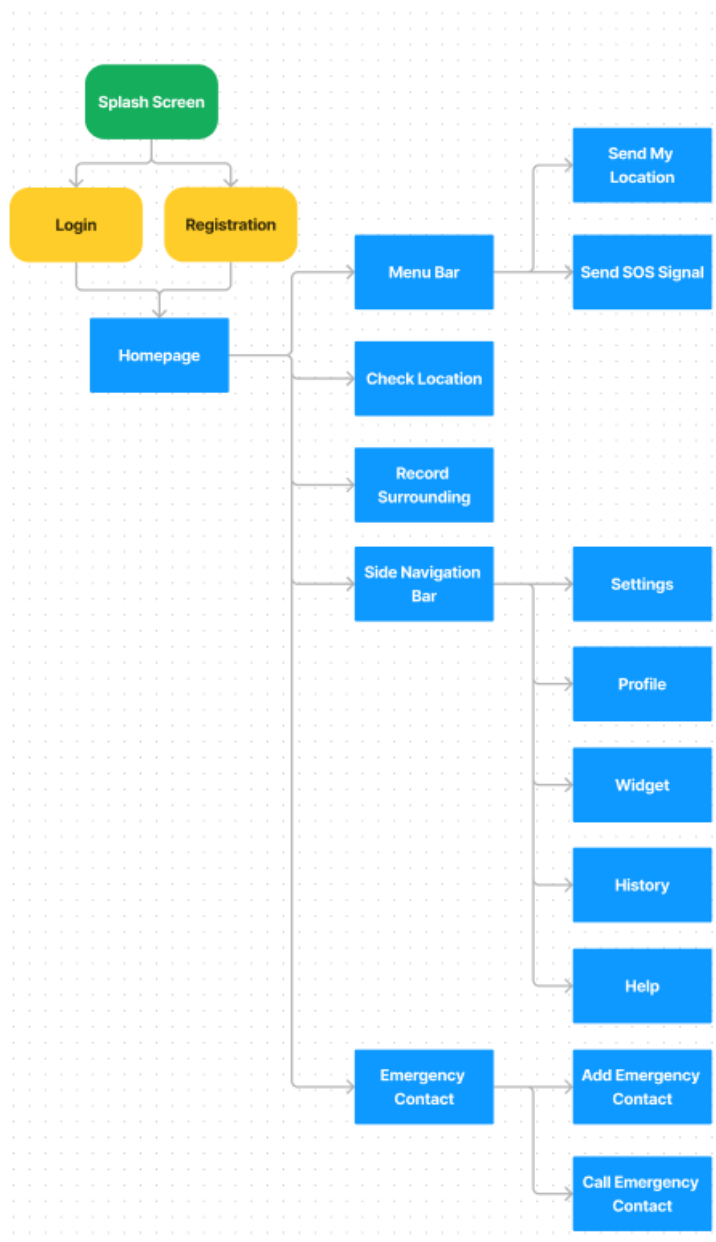 Splash Screen
Login
Registration
Homepage
Menu Bar
Send My
Location
Send SOS Signal
Check Location
Record
Surrounding
Side Navigation
Bar
Settings
Profile
Widget
History
Help
Emergency
Contact
Add Emergency
Contact
Call Emergency
Contact